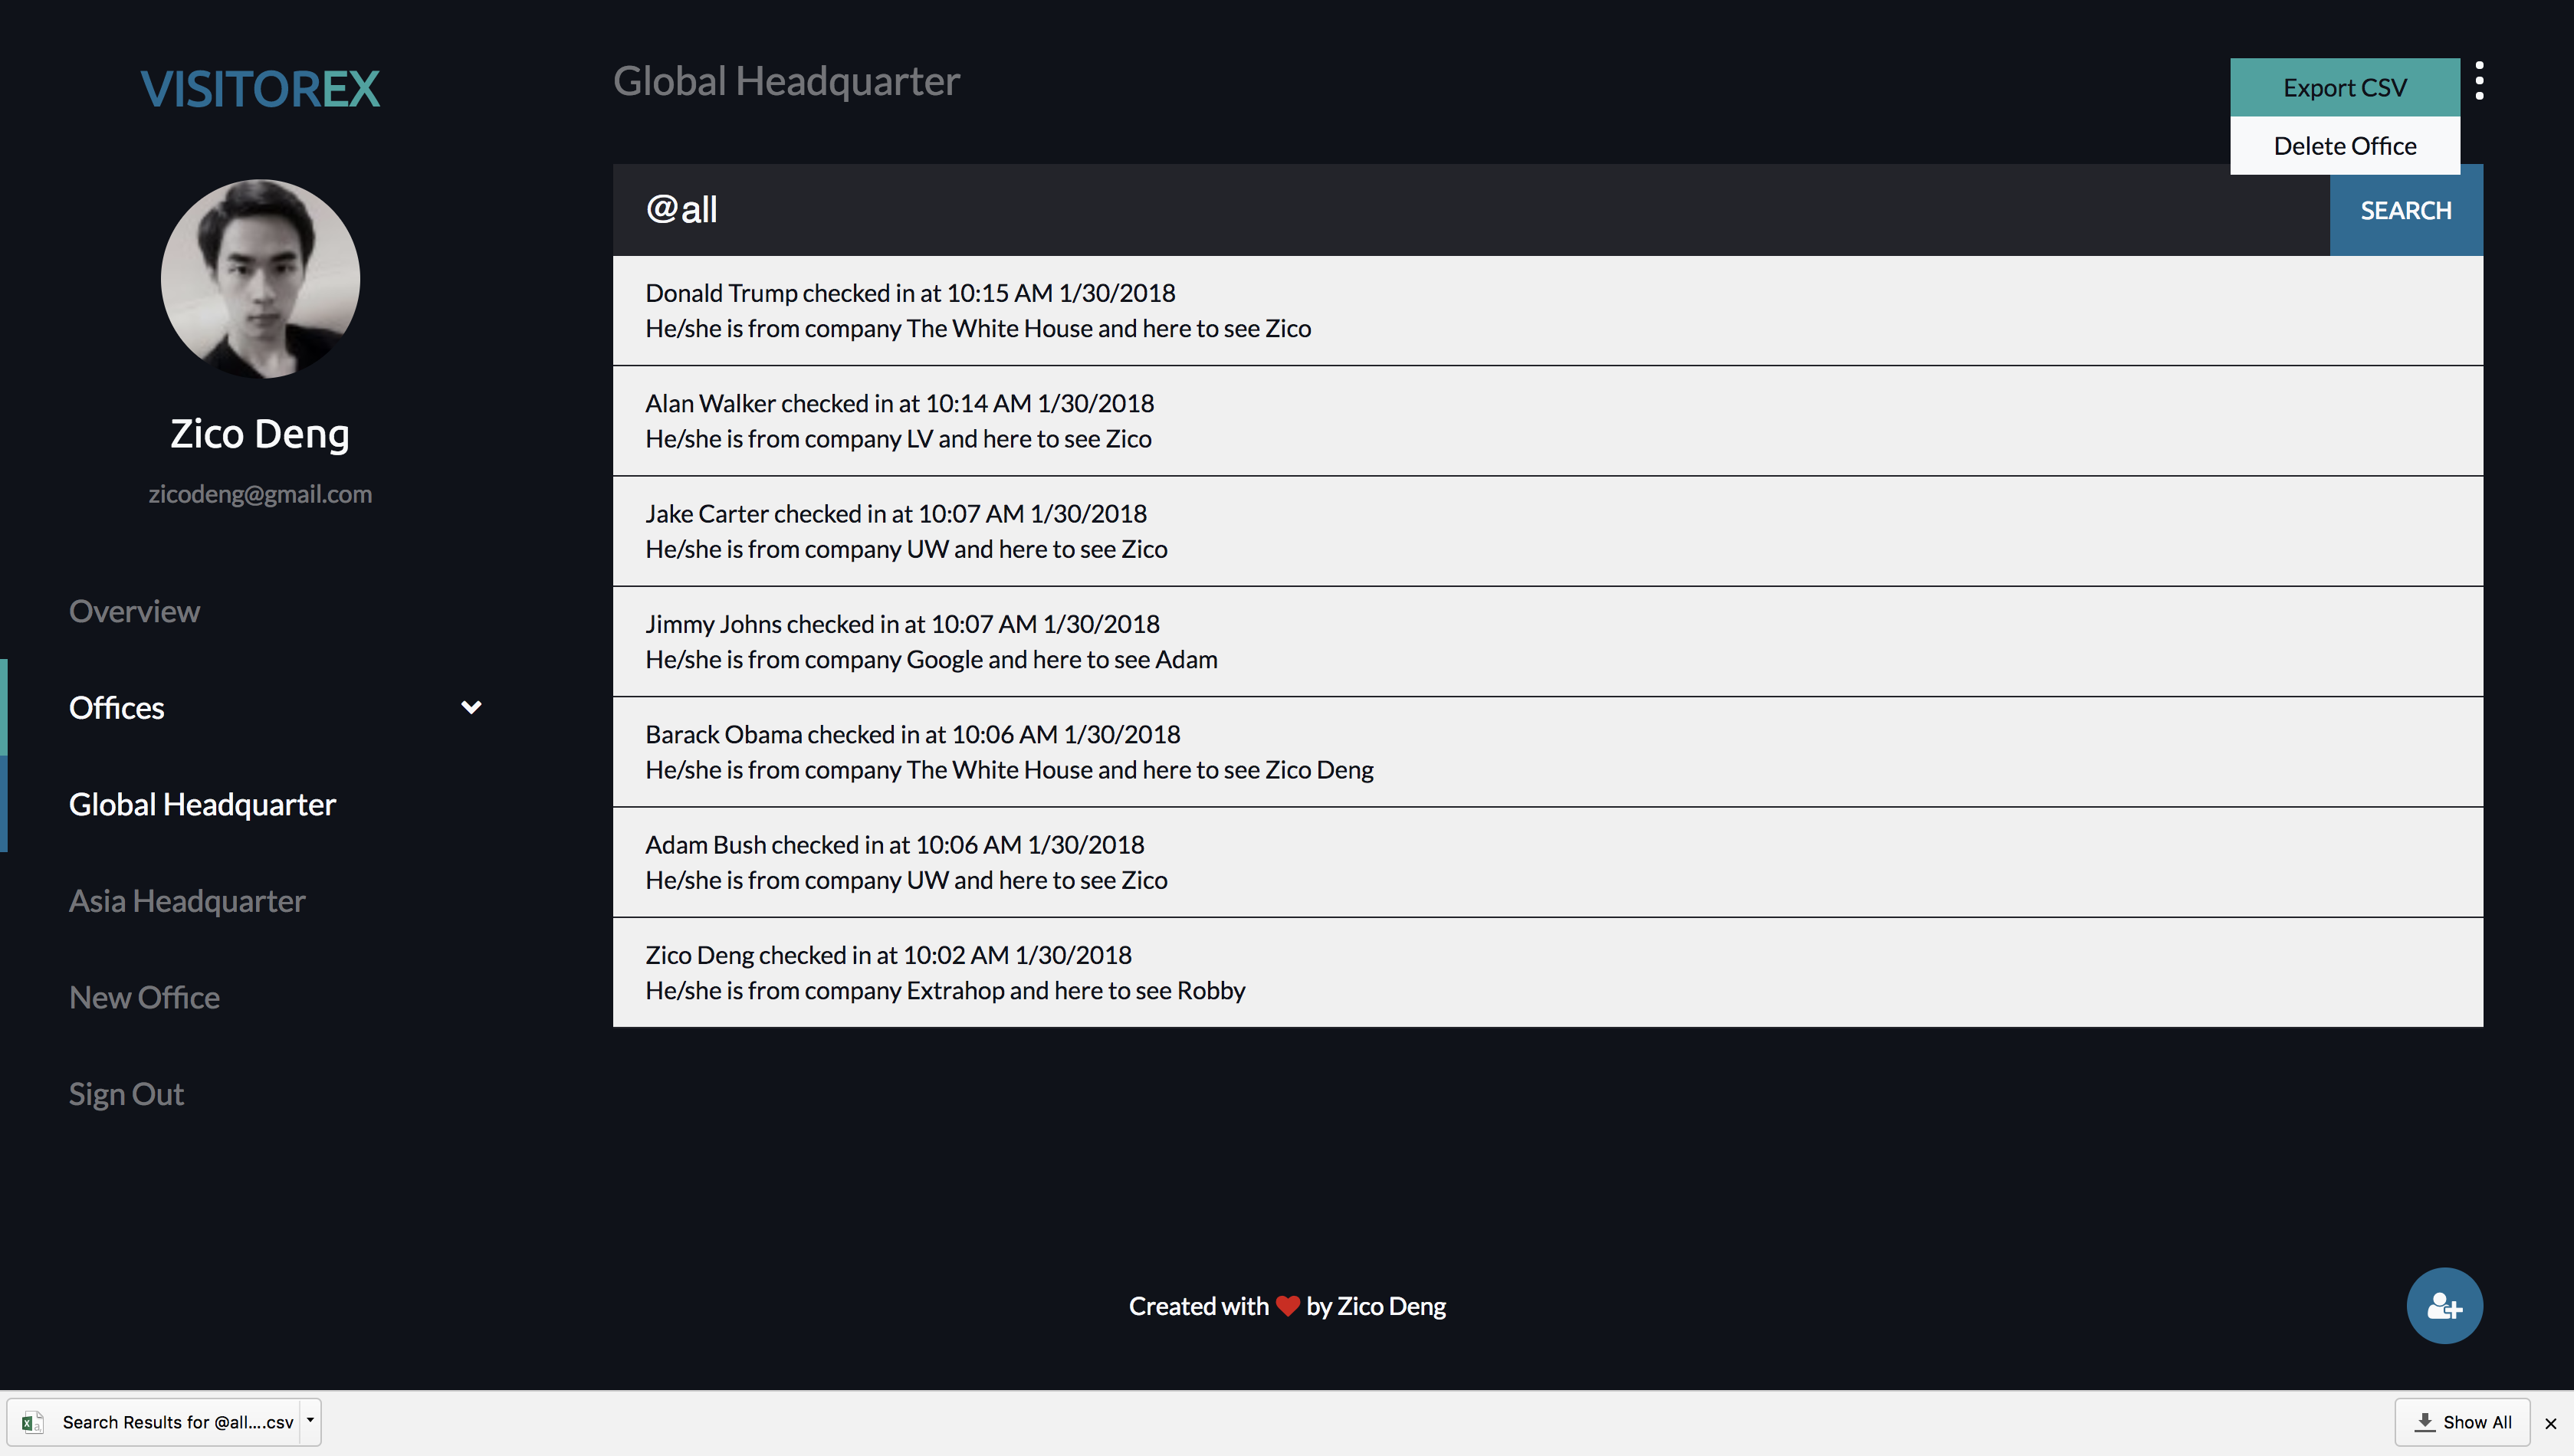 VISITOREX
Zico Deng
zicodeng@gmail.com
Overview
Offices
Global Headquarter
Asia Headquarter
New Office
Sign Out
Global Headquarter
Export CSV
Delete Office
@all
SEARCH
Donald Trump checked in at 10:15 AM 1/30/2018
He/she is from company The White House and here to see Zico
Alan Walker checked in at 10:14 AM 1/30/2018
He/she is from company LV and here to see Zico
Jake Carter checked in at 10:07 AM 1/30/2018
He/she is from company UW and here to see Zico
Jimmy Johns checked in at 10:07 AM 1/30/2018
He/she is from company Google and here to see Adam
Barack Obama checked in at 10:06 AM 1/30/2018
He/she is from company The White House and here to see Zico Deng
Adam Bush checked in at 10:06 AM 1/30/2018
He/she is from company UW and here to see Zico
Zico Deng checked in at 10:02 AM 1/30/2018
He/she is from company Extrahop and here to see Robby
Created with ❤ by Zico Deng
Search Results for @all....csv
Show All